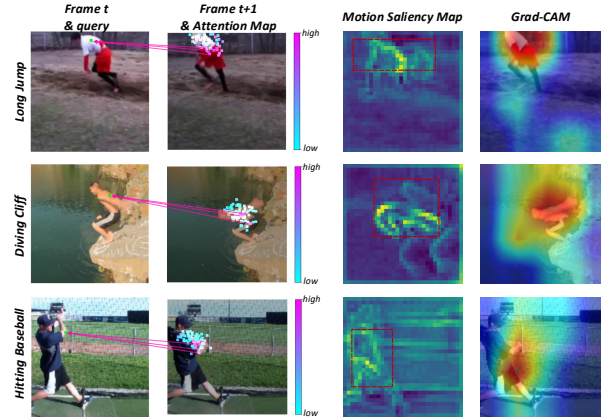 Frame t
& query
Frame t+1
& Attention Map
Motion Saliency Map
Grad-CAM
Long Jump
high
low
Diving Cliff
high
low
Hitting Baseball
high
low